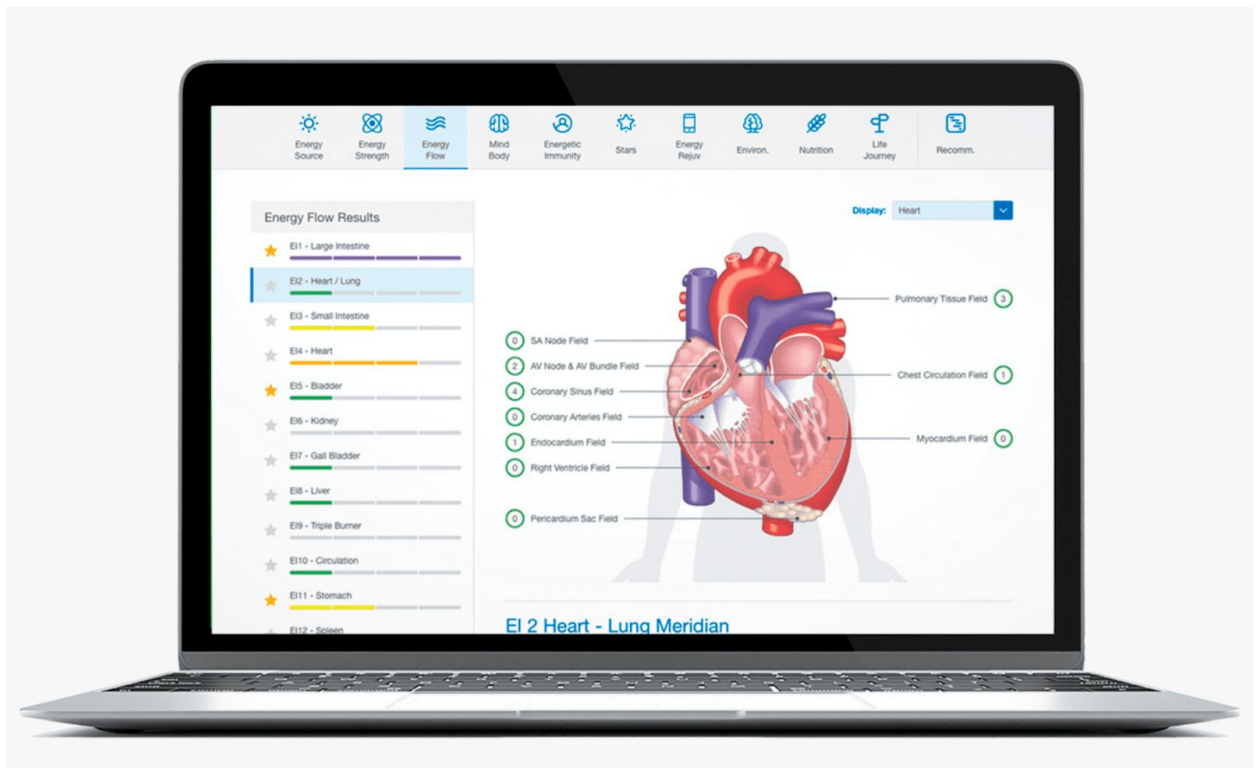 Energy
Source
Energy
Strength
Energy
Flow
Mind
Body
Energetic
Immunity
Stars
Energy
Rejuv
Environ.
Nutrition
Life
Journey
Recomm.
Energy Flow Results
EI1 - Large Intestine
EI2 - Heart / Lung
EI3 - Small Intestine
EI4 - Heart
EI5 - Bladder
EI6 - Kidney
EI7 - Gall Bladder
EI8 - Liver
EI9 - Triple Burner
EI10 - Circulation
EI11 - Stomach
EI12 - Spleen
Display: Heart
0 SA Node Field
2 AV Node & AV Bundle Field
4 Coronary Sinus Field
0 Coronary Arteries Field
1 Endocardium Field
0 Right Ventricle Field
0 Pericardium Sac Field
Pulmonary Tissue Field 3
Chest Circulation Field 1
Myocardium Field 0
EI 2 Heart - Lung Meridian